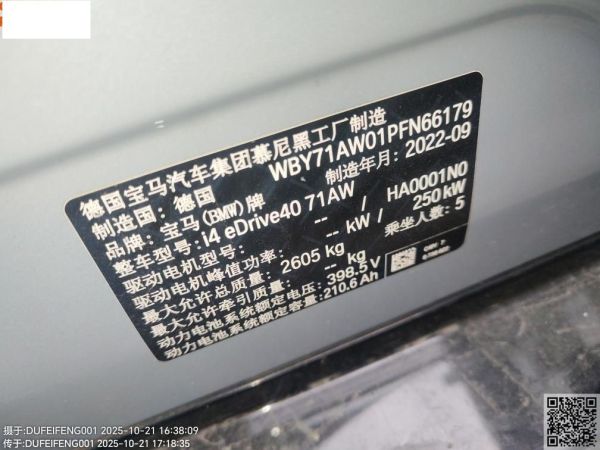 德国宝马汽车集团慕尼黑工厂制造
制造国：德国 WBY71AW01PFN66179
品牌：宝马(BMW)牌 制造年月：2022-09
整车型号：i4 eDrive40 71AW
驱动电机型号： -- / HA0001N0
驱动电机峰值功率： -- kW / 250 kW
最大允许总质量：2605 kg 乘坐人数：5
最大允许牵引质量： -- kg
动力电池系统额定电压：398.5 V
动力电池系统额定容量：210.6 Ah
摄于:DUFEIFENG001 2025-10-21 16:38:09
传于:DUFEIFENG001 2025-10-21 17:18:35